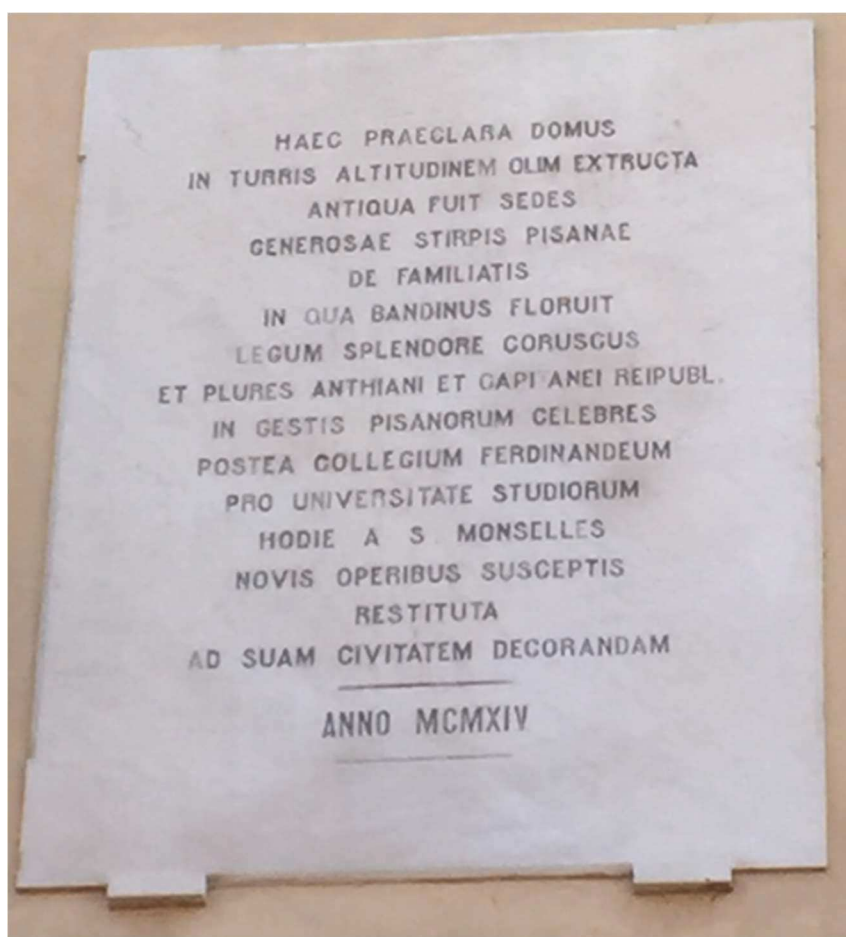 HAEC PRAECLARA DOMUS
IN TURRIS ALTITUDINEM OLIM EXTRUCTA
ANTIQUA FUIT SEDES
GENEROSAE STIRPIS PISANAE
DE FAMILIATIS
IN QUA BANDINUS FLORUIT
LEGUM SPLENDORE CORUSCUS
ET PLURES ANTHIANI ET CAPI ANEI REIPUBL.
IN GESTIS PISANORUM CELEBRES
POSTEA COLLEGIUM FERDINANDEUM
PRO UNIVERSITATE STUDIORUM
HODIE A S MONSELLES
NOVIS OPERIBUS SUSCEPTIS
RESTITUTA
AD SUAM CIVITATEM DECORANDAM
ANNO MCMXIV